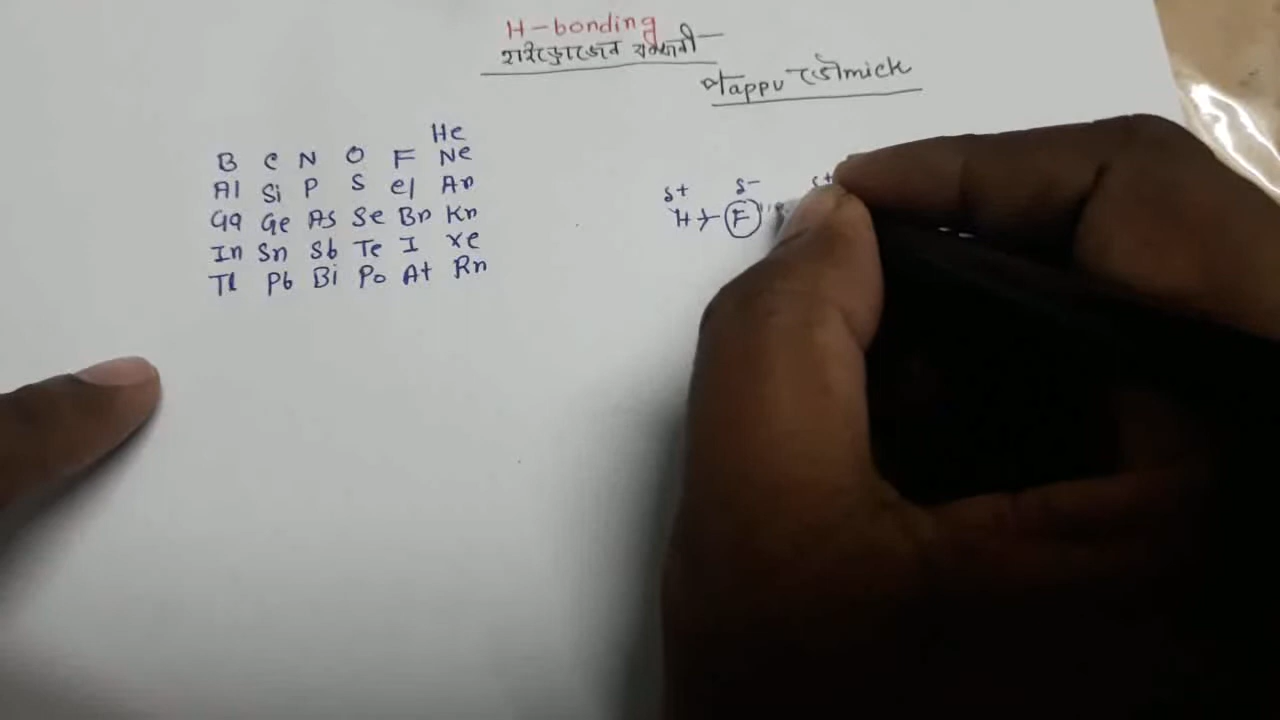 H-bonding
হাইড্রোজেন বন্ধনী
He
B C N O F Ne
Al Si P S Cl Ar
Ga Ge As Se Br Kr
In Sn Sb Te I Xe
Tl Pb Bi Po At Rn
δ+ δ- δ+
H F